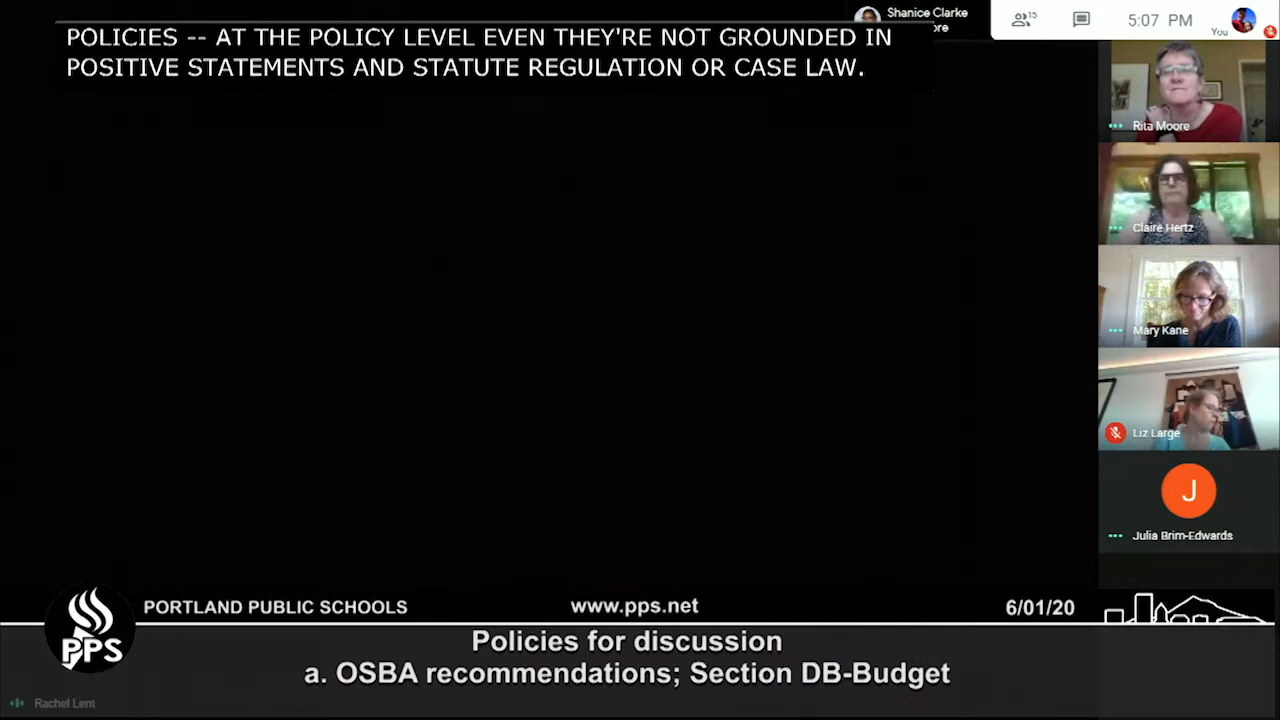 Shanice Clarke
ore
15
5:07 PM
You
POLICIES -- AT THE POLICY LEVEL EVEN THEY'RE NOT GROUNDED IN
POSITIVE STATEMENTS AND STATUTE REGULATION OR CASE LAW.
Rita Moore
Claire Hertz
Mary Kane
Liz Large
J
Julia Brim-Edwards
PORTLAND PUBLIC SCHOOLS
www.pps.net
6/01/20
PPS
Policies for discussion
a. OSBA recommendations; Section DB-Budget
Rachel Lent